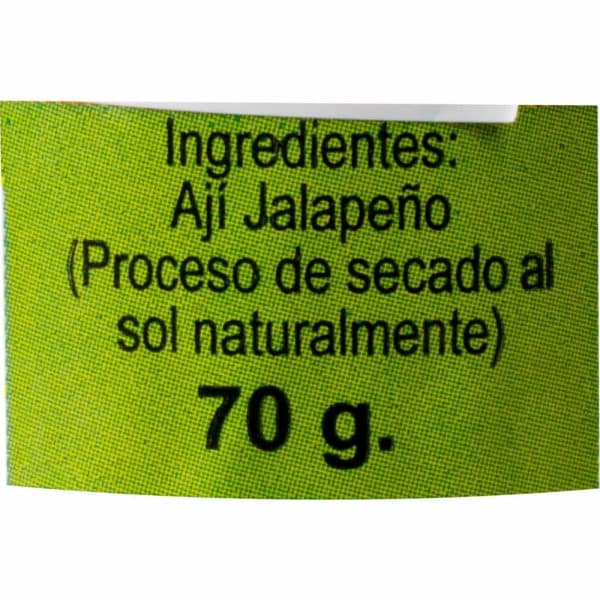 Ingredientes:
Ají Jalapeño
(Proceso de secado al
sol naturalmente)
70 g.